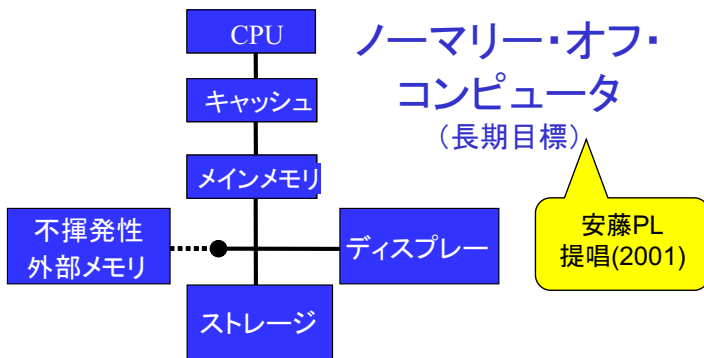 CPU
キャッシュ
メインメモリ
不揮発性
外部メモリ
ディスプレー
ストレージ
ノーマリー・オフ・
コンピュータ
（長期目標）
安藤PL
提唱(2001)